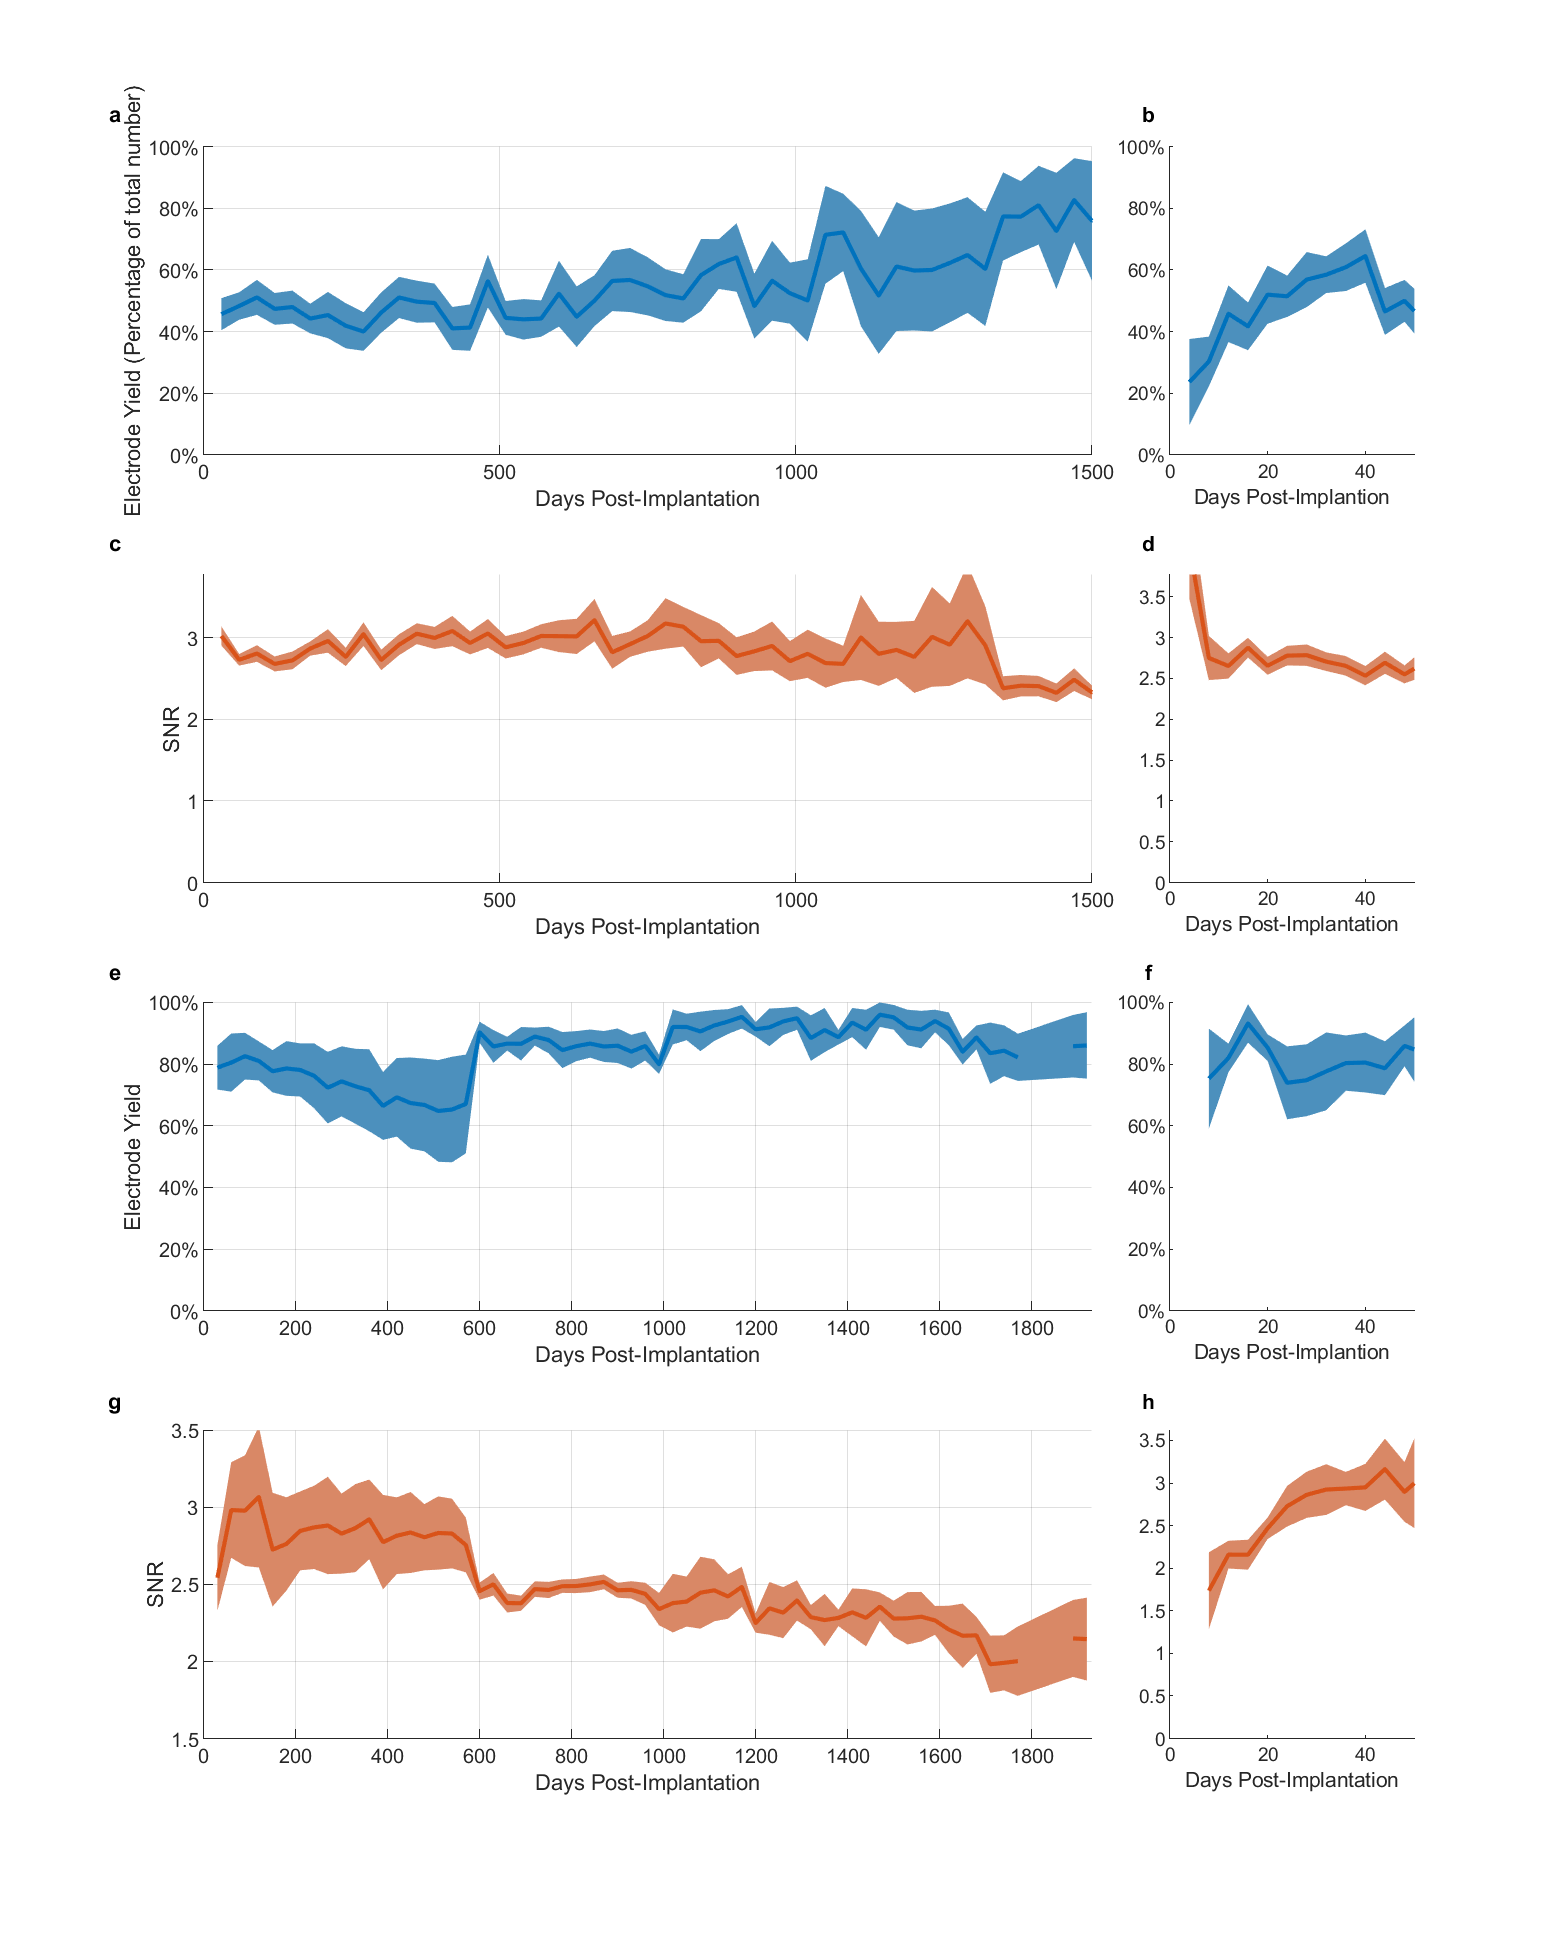 a
Electrode Yield (Percentage of total number)
100%
80%
60%
40%
20%
0%
0 500 1000 1500
Days Post-Implantation
b
100%
80%
60%
40%
20%
0%
0 20 40
Days Post-Implantion
c
SNR
3
2
1
0
0 500 1000 1500
Days Post-Implantation
d
3.5
3
2.5
2
1.5
1
0.5
0
0 20 40
Days Post-Implantation
e
Electrode Yield
100%
80%
60%
40%
20%
0%
0 200 400 600 800 1000 1200 1400 1600 1800
Days Post-Implantation
f
100%
80%
60%
40%
20%
0%
0 20 40
Days Post-Implantion
g
SNR
3.5
3
2.5
2
1.5
0 200 400 600 800 1000 1200 1400 1600 1800
Days Post-Implantation
h
3.5
3
2.5
2
1.5
1
0.5
0
0 20 40
Days Post-Implantation